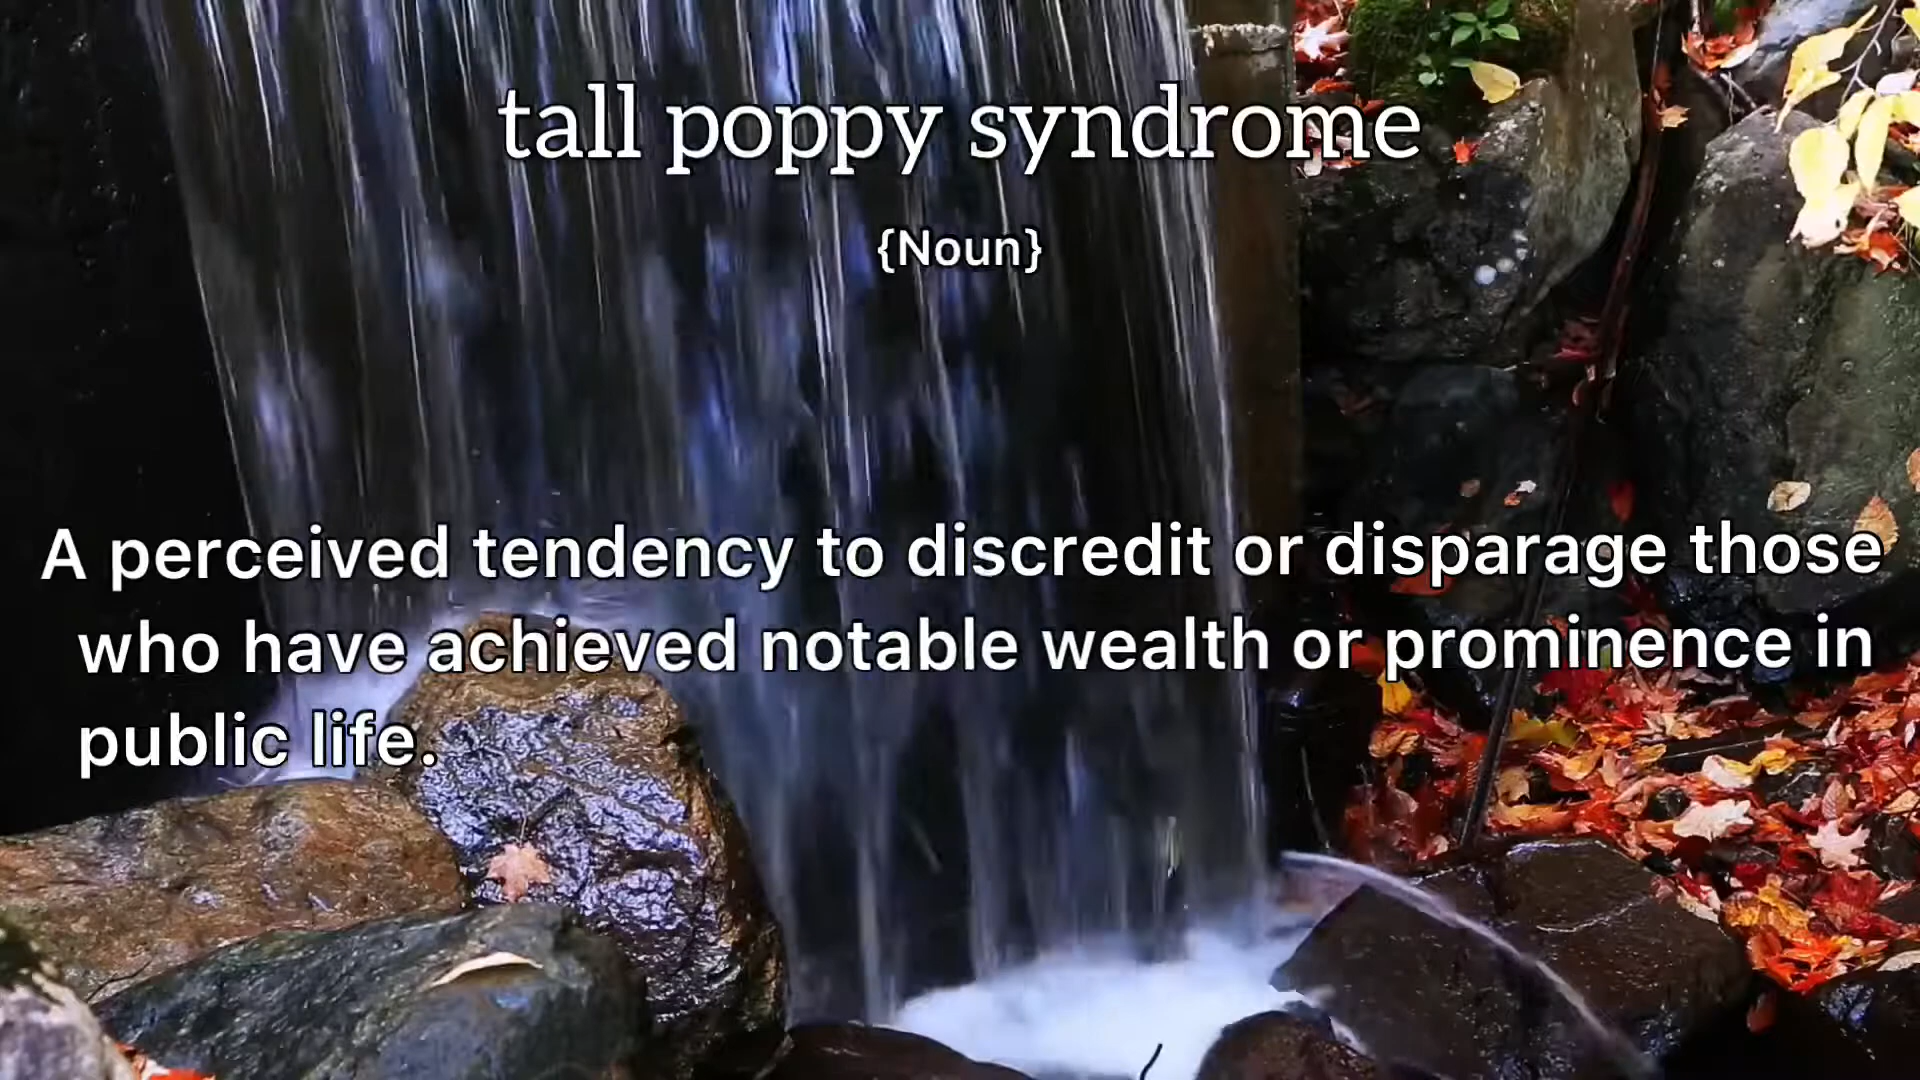 tall poppy syndrome
{Noun}
A perceived tendency to discredit or disparage those
who have achieved notable wealth or prominence in
public life.